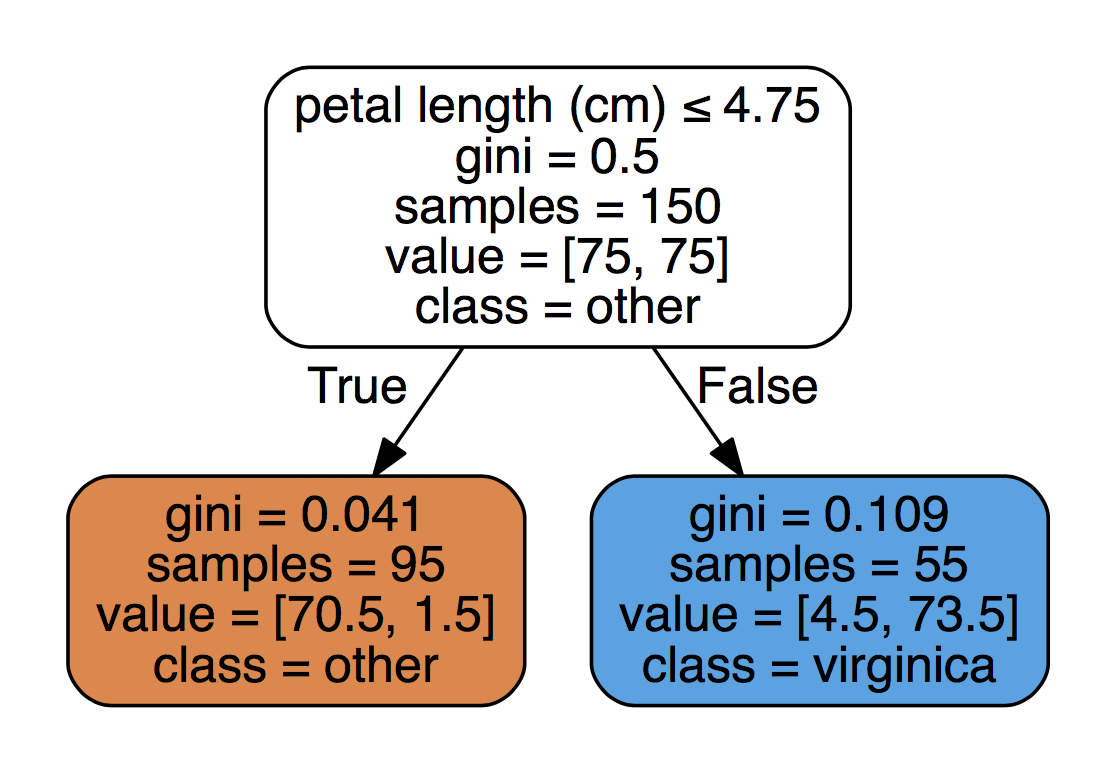 petal length (cm) ≤ 4.75
gini = 0.5
samples = 150
value = [75, 75]
class = other
True
False
gini = 0.041
samples = 95
value = [70.5, 1.5]
class = other
gini = 0.109
samples = 55
value = [4.5, 73.5]
class = virginica